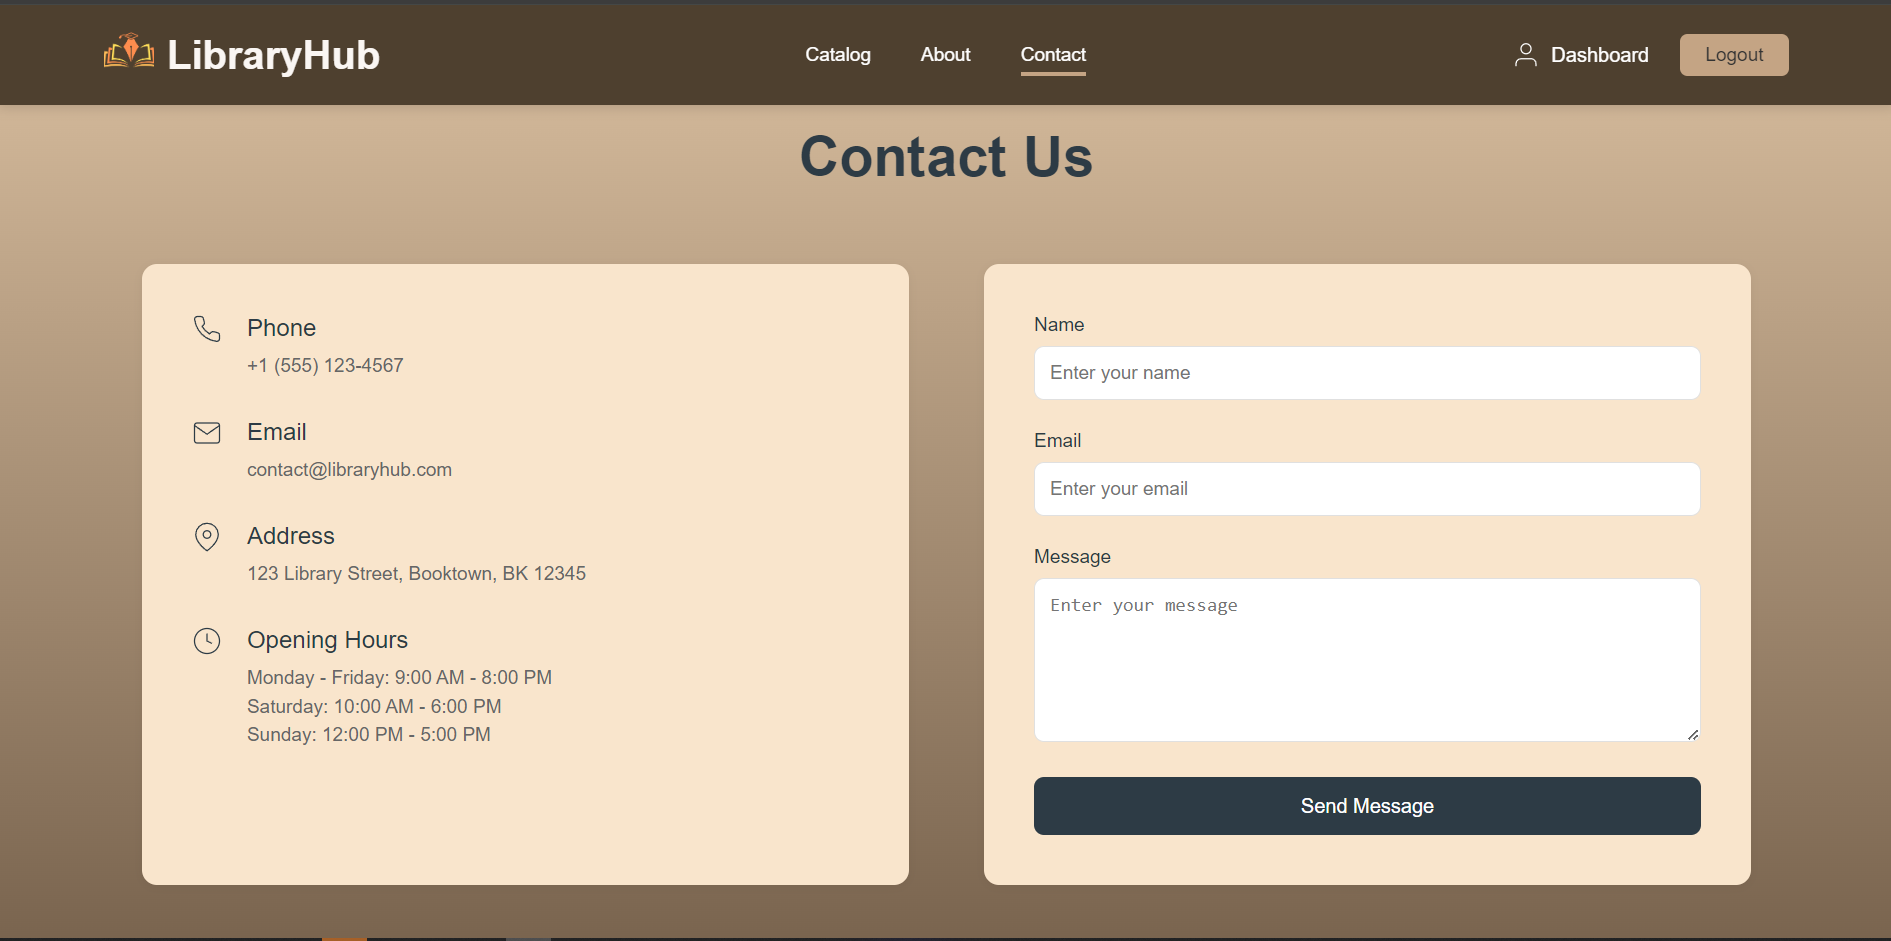 LibraryHub
Catalog
About
Contact
Dashboard
Logout
Contact Us
Phone
+1 (555) 123-4567
Email
contact@libraryhub.com
Address
123 Library Street, Booktown, BK 12345
Opening Hours
Monday - Friday: 9:00 AM - 8:00 PM
Saturday: 10:00 AM - 6:00 PM
Sunday: 12:00 PM - 5:00 PM
Name
Enter your name
Email
Enter your email
Message
Enter your message
Send Message